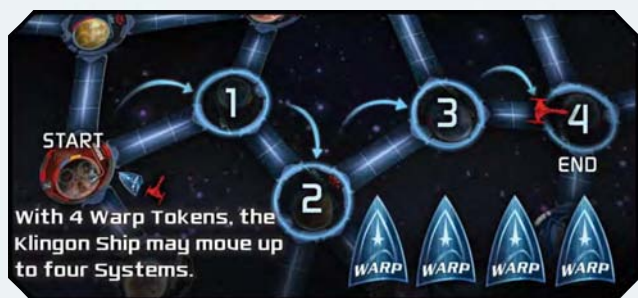 1
START
3
4
END
2
With 4 Warp Tokens, the
Klingon Ship may move up
to four Systems.
WARP WARP WARP WARP